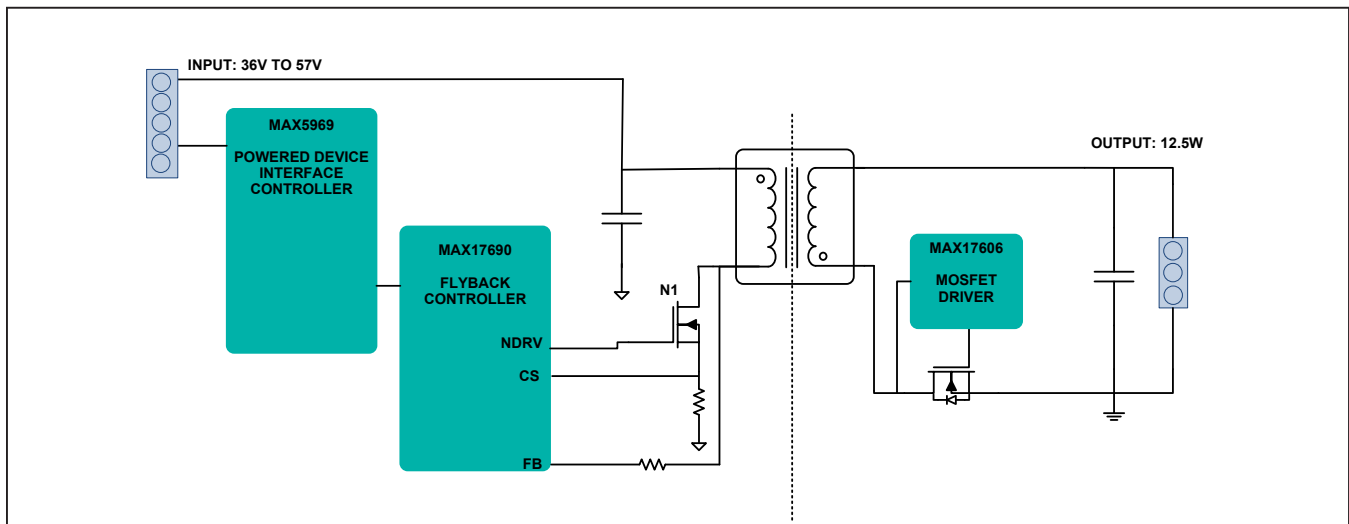 INPUT: 36V TO 57V
MAX5969
POWERED DEVICE
INTERFACE
CONTROLLER
MAX17690
FLYBACK
CONTROLLER
NDRV
CS
FB
N1
OUTPUT: 12.5W
MAX17606
MOSFET
DRIVER